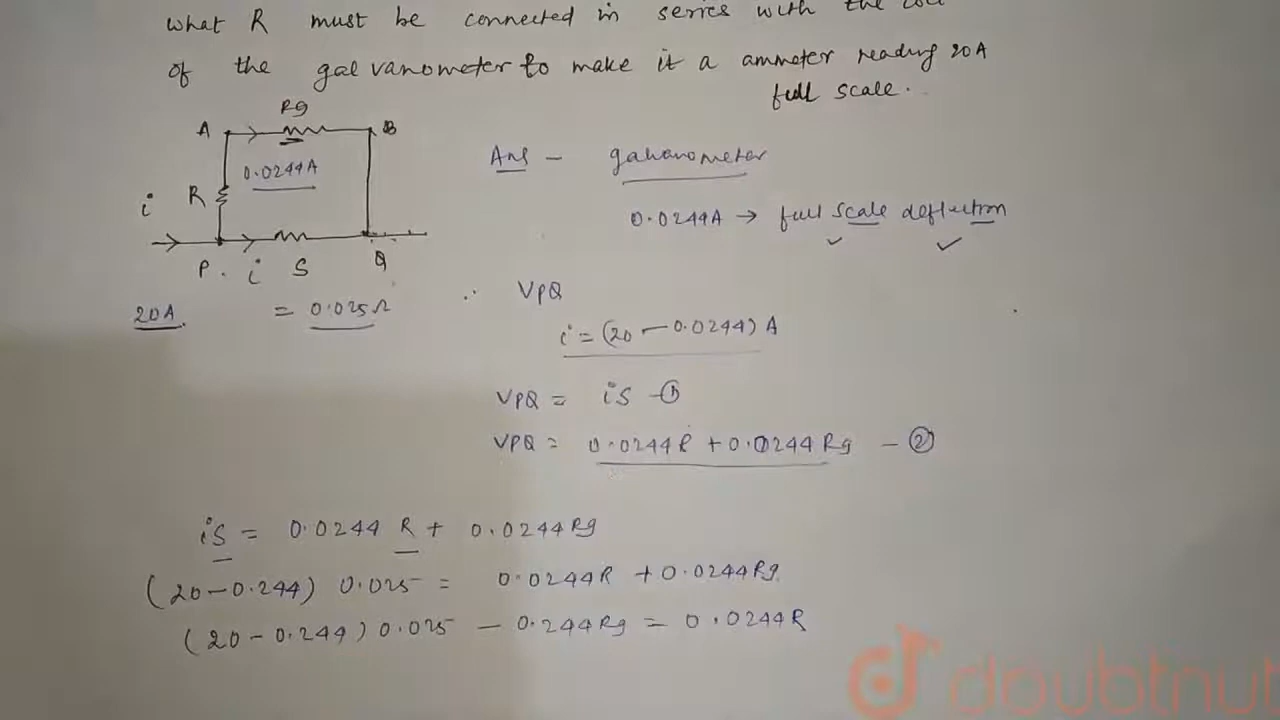 what R must be connected in series with the coil
of the galvanometer to make it a ammeter reading 20A
full scale.
Rg
A
B
0.0244A
R
i
P.
i
S
Q
20A.
= 0.025Ω
Ans - galvanometer
0.0244A → full scale deflection
∴ VPQ
i = (20 - 0.0244) A
VPQ = iS - ①
VPQ = 0.0244R + 0.0244Rg - ②
iS = 0.0244 R + 0.0244Rg
(20-0.244) 0.025 = 0.0244R + 0.0244Rg
(20-0.244) 0.025 - 0.244Rg = 0.0244R
doubtnut